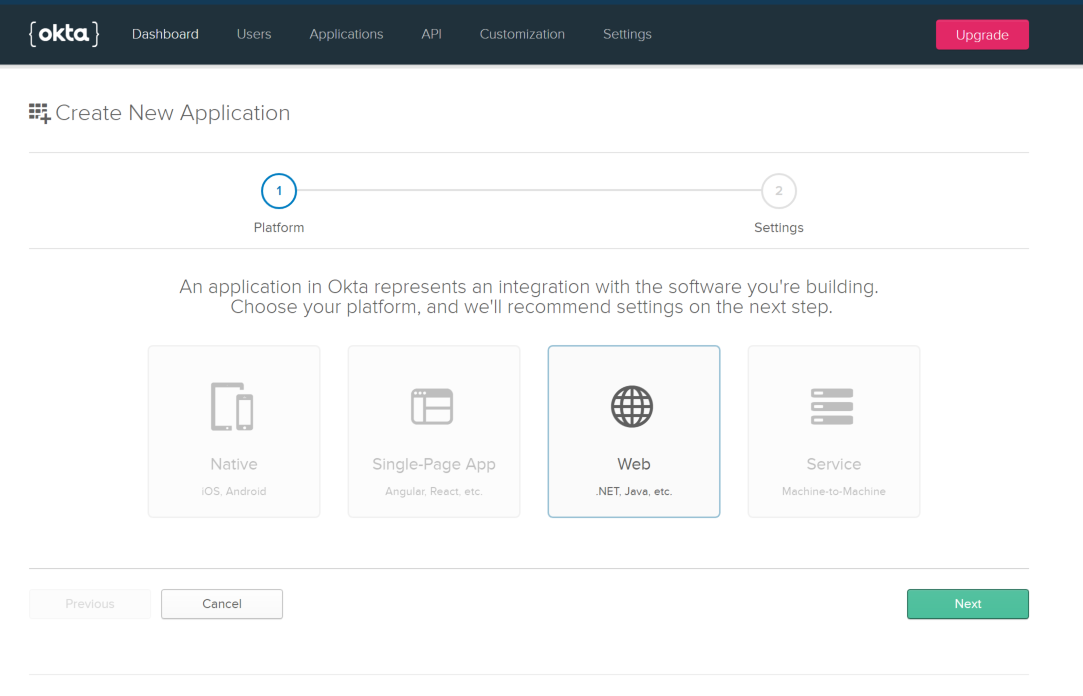 {okta} Dashboard Users Applications API Customization Settings Upgrade
Create New Application
1 2
Platform Settings
An application in Okta represents an integration with the software you're building.
Choose your platform, and we'll recommend settings on the next step.
Native Single-Page App Web Service
iOS, Android Angular, React, etc. .NET, Java, etc. Machine-to-Machine
Previous Cancel Next